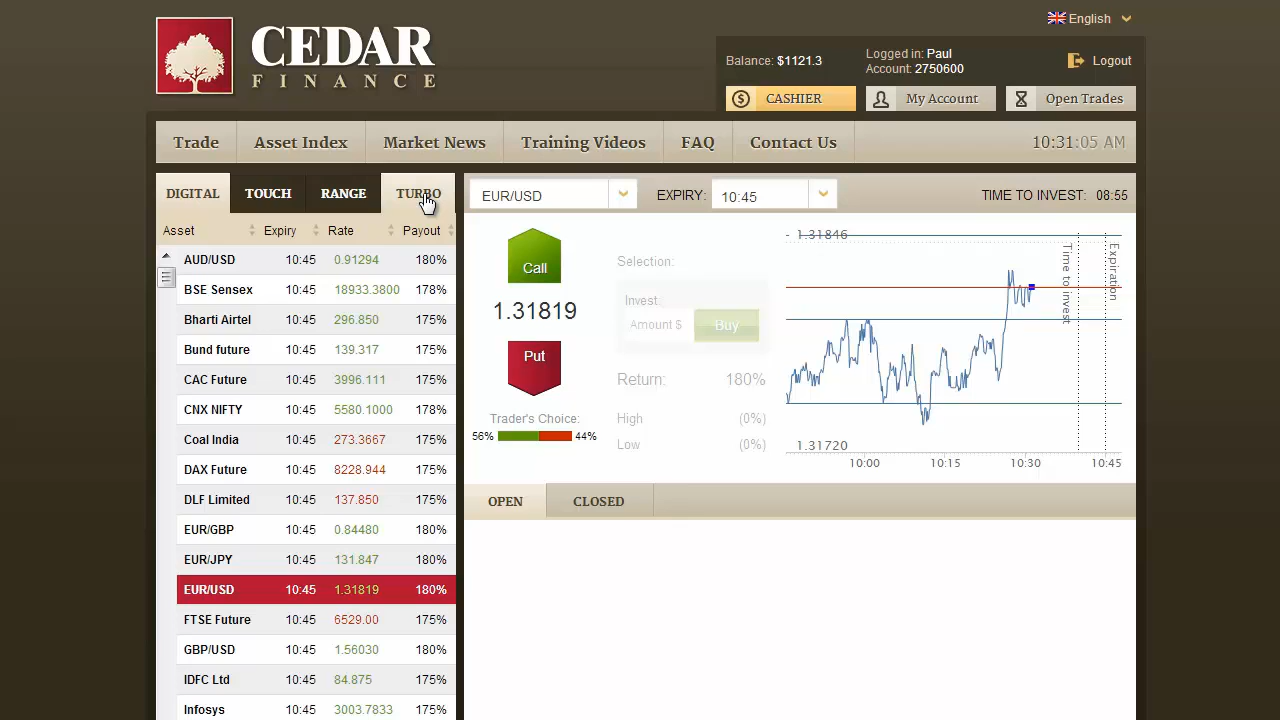 CEDAR
FINANCE
English
Balance: $1121.3
Logged in: Paul
Account: 2750600
Logout
CASHIER
My Account
Open Trades
Trade Asset Index Market News Training Videos FAQ Contact Us 10:31:05 AM
DIGITAL TOUCH RANGE TURBO
Asset Expiry Rate Payout
AUD/USD 10:45 0.91294 180%
BSE Sensex 10:45 18933.3800 178%
Bharti Airtel 10:45 296.850 175%
Bund future 10:45 139.317 175%
CAC Future 10:45 3996.111 175%
CNX NIFTY 10:45 5580.1000 178%
Coal India 10:45 273.3667 175%
DAX Future 10:45 8228.944 175%
DLF Limited 10:45 137.850 175%
EUR/GBP 10:45 0.84480 180%
EUR/JPY 10:45 131.847 180%
EUR/USD 10:45 1.31819 180%
FTSE Future 10:45 6529.00 175%
GBP/USD 10:45 1.56030 180%
IDFC Ltd 10:45 84.875 175%
Infosys 10:45 3003.7833 175%
EUR/USD EXPIRY: 10:45 TIME TO INVEST: 08:55
Call
1.31819
Put
Trader's Choice:
56% 44%
Selection:
Invest:
Amount $ Buy
Return: 180%
High (0%)
Low (0%)
1.31846
1.31720
Time to invest
Expiration
10:00 10:15 10:30 10:45
OPEN CLOSED